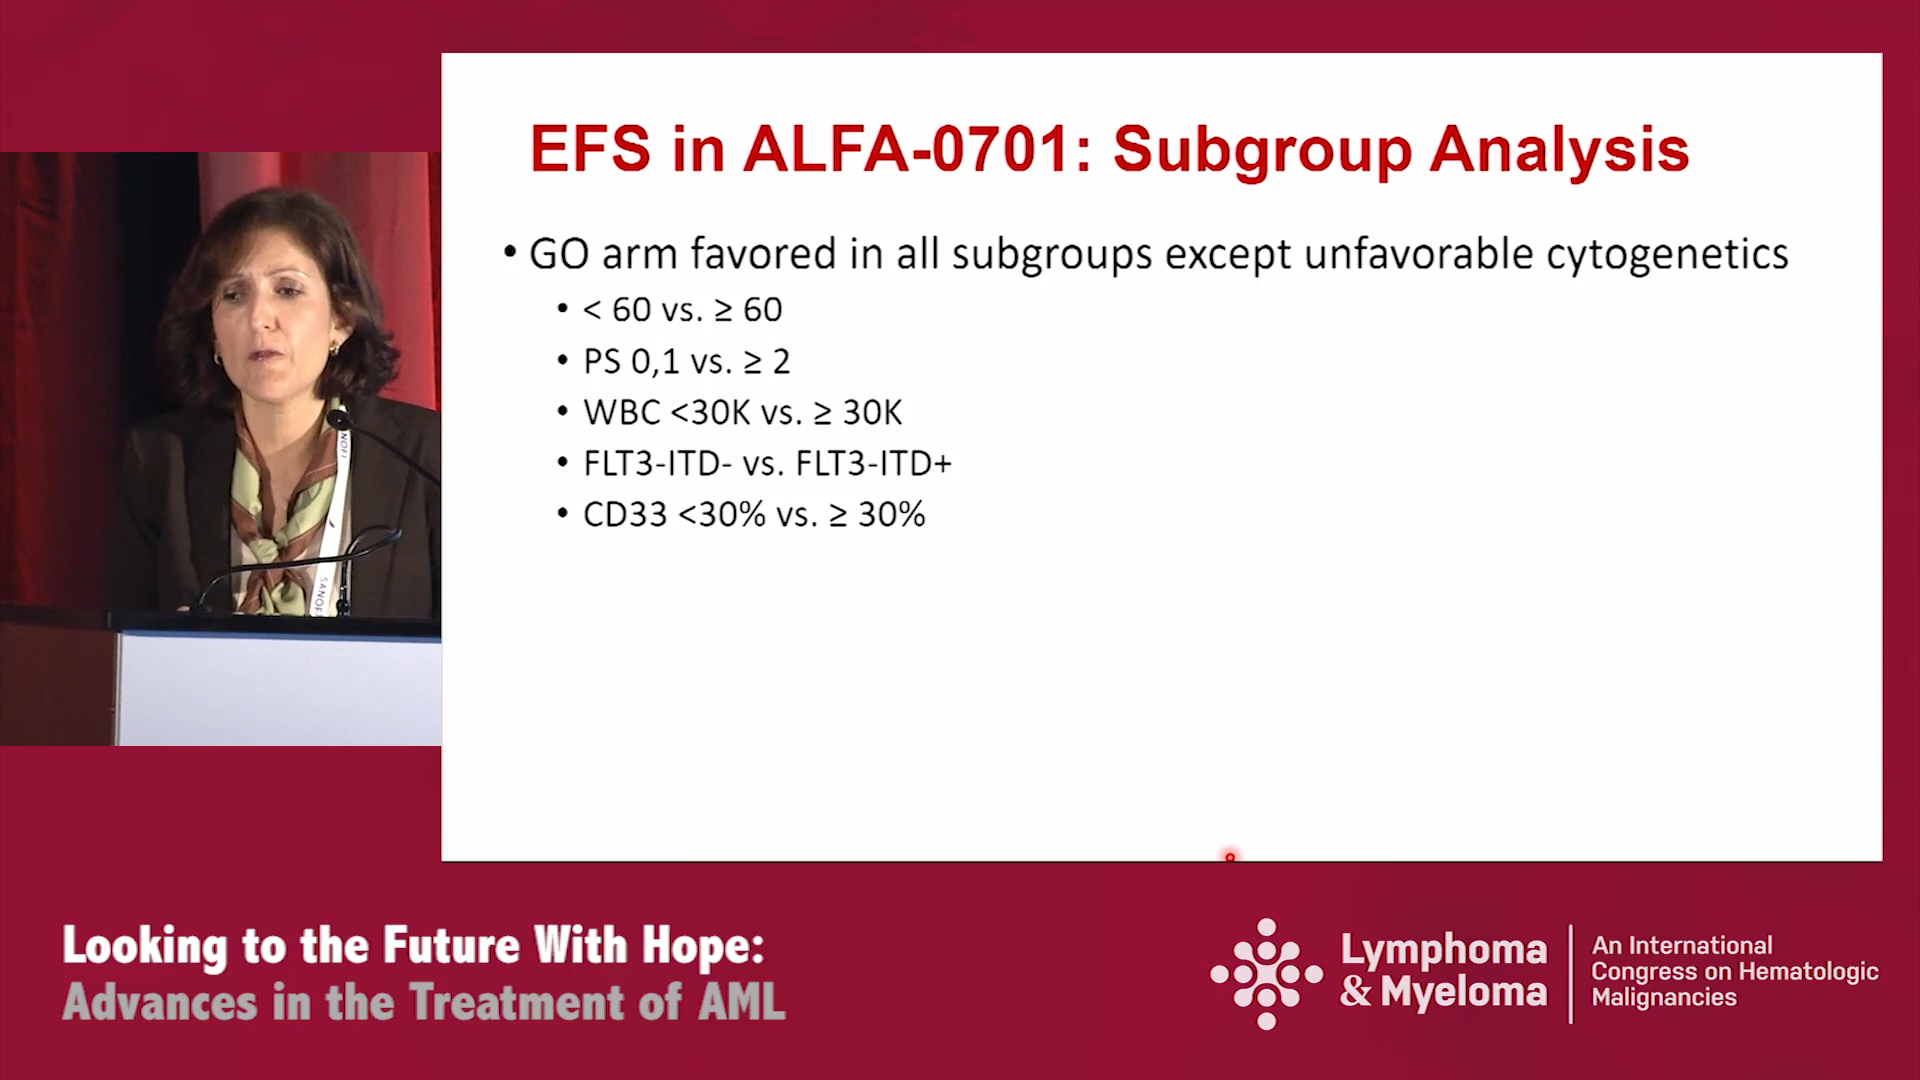 EFS in ALFA-0701: Subgroup Analysis
• GO arm favored in all subgroups except unfavorable cytogenetics
• < 60 vs. ≥ 60
• PS 0,1 vs. ≥ 2
• WBC <30K vs. ≥ 30K
• FLT3-ITD- vs. FLT3-ITD+
• CD33 <30% vs. ≥ 30%
NOFI
SANOF
Looking to the Future With Hope:
Advances in the Treatment of AML
Lymphoma
& Myeloma
An International
Congress on Hematologic
Malignancies